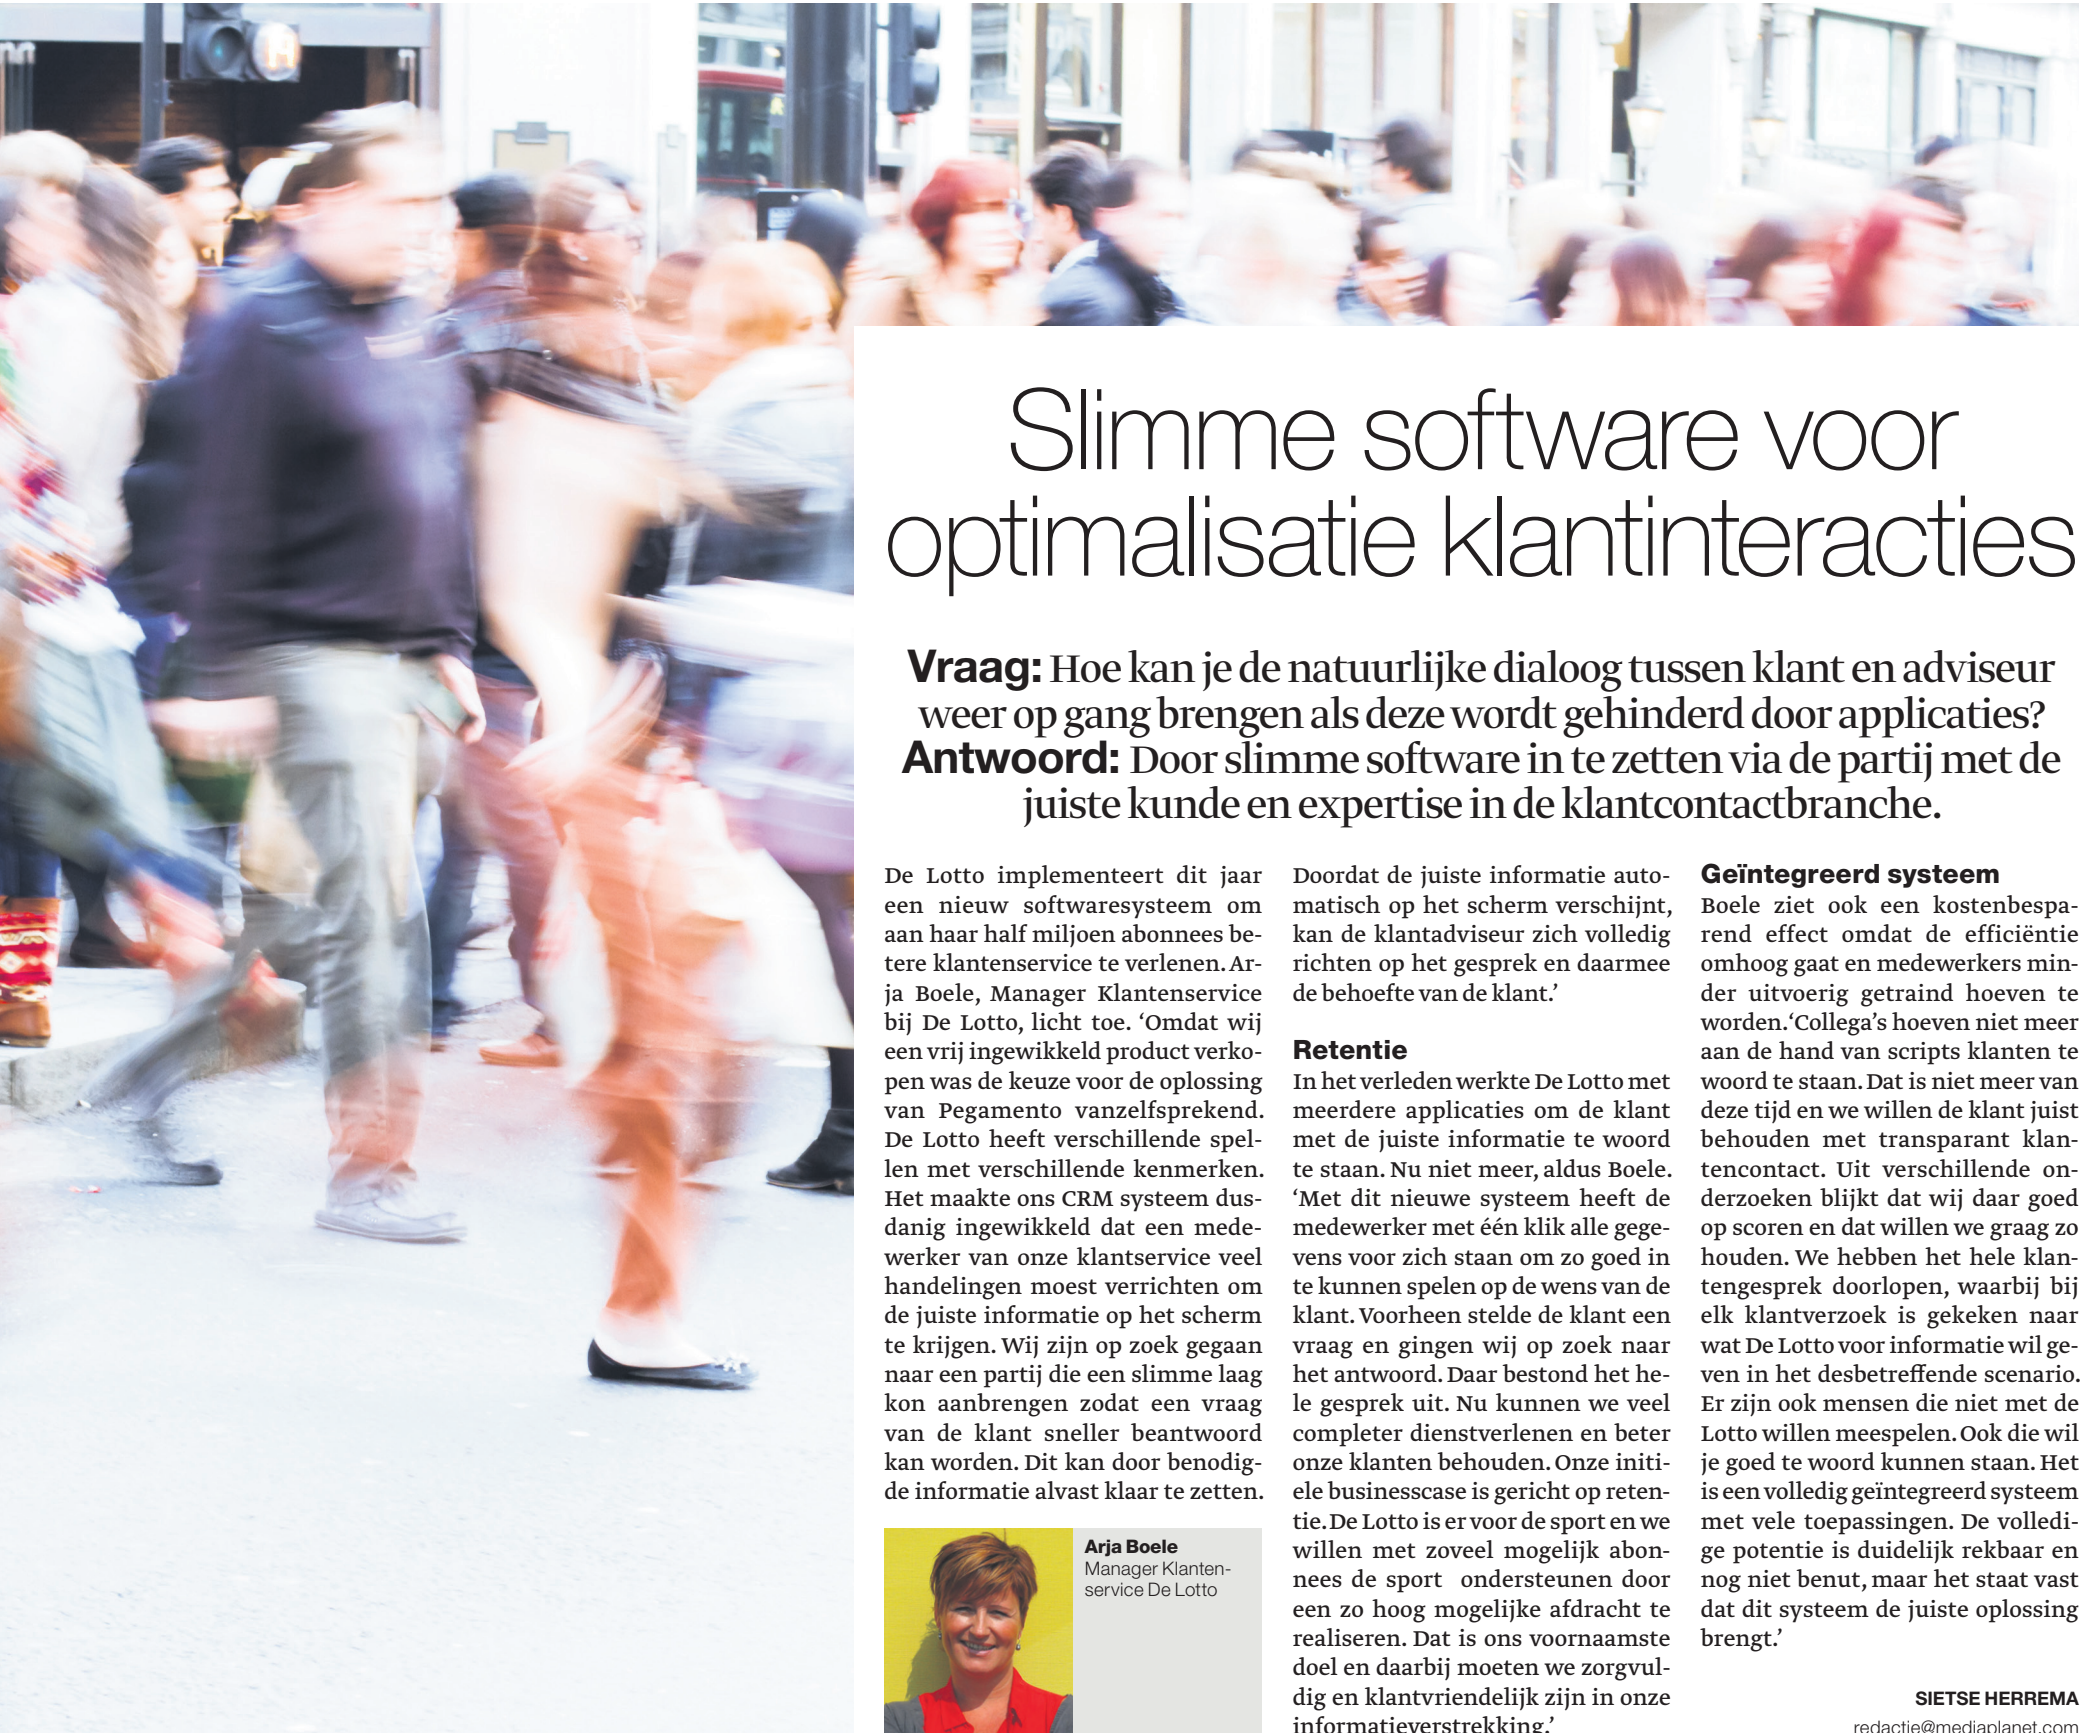 Slimme software voor
optimalisatie klantinteracties
Vraag: Hoe kan je de natuurlijke dialoog tussen klant en adviseur
weer op gang brengen als deze wordt gehinderd door applicaties?
Antwoord: Door slimme software in te zetten via de partij met de
juiste kunde en expertise in de klantcontactbranche.
De Lotto implementeert dit jaar
een nieuw softwaresysteem om
aan haar half miljoen abonnees be-
tere klantenservice te verlenen. Ar-
ja Boele, Manager Klantenservice
bij De Lotto, licht toe. ‘Omdat wij
een vrij ingewikkeld product verko-
pen was de keuze voor de oplossing
van Pegamento vanzelfsprekend.
De Lotto heeft verschillende spel-
len met verschillende kenmerken.
Het maakte ons CRM systeem dus-
danig ingewikkeld dat een mede-
werker van onze klantservice veel
handelingen moest verrichten om
de juiste informatie op het scherm
te krijgen. Wij zijn op zoek gegaan
naar een partij die een slimme laag
kon aanbrengen zodat een vraag
van de klant sneller beantwoord
kan worden. Dit kan door benodig-
de informatie alvast klaar te zetten.
Arja Boele
Manager Klanten-
service De Lotto
Doordat de juiste informatie auto-
matisch op het scherm verschijnt,
kan de klantadviseur zich volledig
richten op het gesprek en daarmee
de behoefte van de klant.’
Retentie
In het verleden werkte De Lotto met
meerdere applicaties om de klant
met de juiste informatie te woord
te staan. Nu niet meer, aldus Boele.
‘Met dit nieuwe systeem heeft de
medewerker met één klik alle gege-
vens voor zich staan om zo goed in
te kunnen spelen op de wens van de
klant. Voorheen stelde de klant een
vraag en gingen wij op zoek naar
het antwoord. Daar bestond het he-
le gesprek uit. Nu kunnen we veel
completer dienstverlenen en beter
onze klanten behouden. Onze initi-
ele businesscase is gericht op reten-
tie. De Lotto is er voor de sport en we
willen met zoveel mogelijk abon-
nees de sport ondersteunen door
een zo hoog mogelijke afdracht te
realiseren. Dat is ons voornaamste
doel en daarbij moeten we zorgvul-
dig en klantvriendelijk zijn in onze
informatieverstrekking.’
Geïntegreerd systeem
Boele ziet ook een kostenbespa-
rend effect omdat de efficiëntie
omhoog gaat en medewerkers min-
der uitvoerig getraind hoeven te
worden.‘Collega’s hoeven niet meer
aan de hand van scripts klanten te
woord te staan. Dat is niet meer van
deze tijd en we willen de klant juist
behouden met transparant klan-
tencontact. Uit verschillende on-
derzoeken blijkt dat wij daar goed
op scoren en dat willen we graag zo
houden. We hebben het hele klan-
tengesprek doorlopen, waarbij bij
elk klantverzoek is gekeken naar
wat De Lotto voor informatie wil ge-
ven in het desbetreffende scenario.
Er zijn ook mensen die niet met de
Lotto willen meespelen. Ook die wil
je goed te woord kunnen staan. Het
is een volledig geïntegreerd systeem
met vele toepassingen. De volledi-
ge potentie is duidelijk rekbaar en
nog niet benut, maar het staat vast
dat dit systeem de juiste oplossing
brengt.’
SIETSE HERREMA
redactie@mediaplanet.com